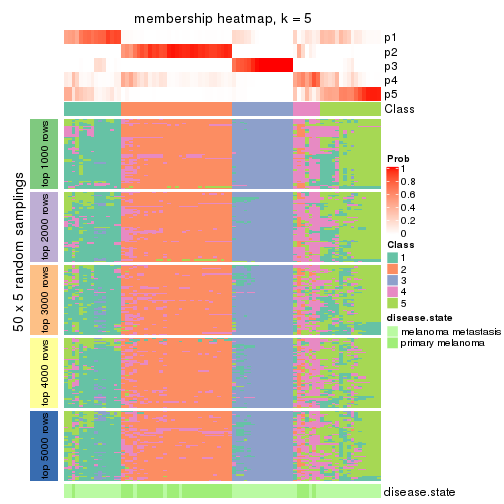 membership heatmap, k = 5
p1
p2
p3
p4
p5
Class
50 x 5 random samplings
top 1000 rows
top 2000 rows
top 3000 rows
top 4000 rows
top 5000 rows
Prob
1
0.8
0.6
0.4
0.2
0
Class
1
2
3
4
5
disease.state
melanoma metastasis
primary melanoma
disease.state